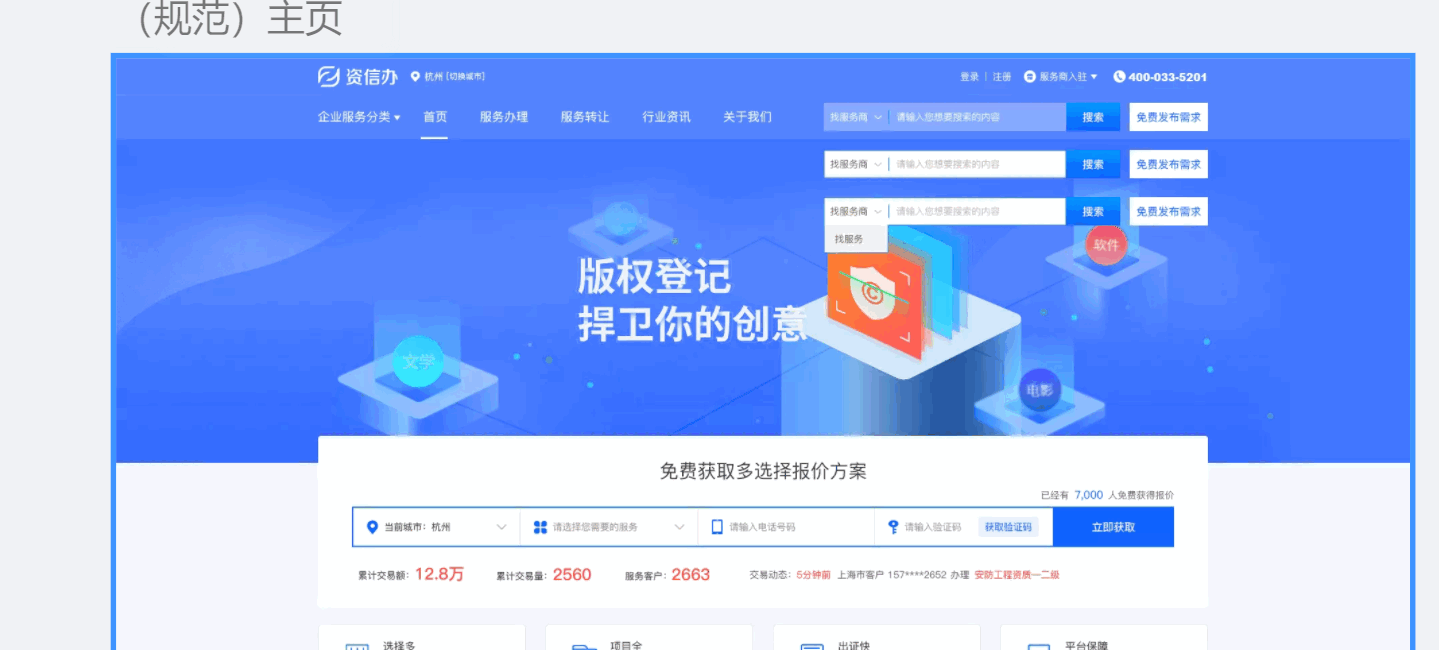 （规范）主页
资信办 杭州 [切换城市] 登录 | 注册 服务商入驻 400-033-5201
企业服务分类 首页 服务办理 服务转让 行业资讯 关于我们 找服务商 请输入您想要搜索的内容 搜索 免费发布需求
找服务商 请输入您想要搜索的内容 搜索 免费发布需求
找服务商 请输入您想要搜索的内容 搜索 免费发布需求
找服务
软件
版权登记
捍卫你的创意
文学
电影
免费获取多选择报价方案
已经有 7,000 人免费获得报价
当前城市：杭州 请选择您需要的服务 请输入电话号码 请输入验证码 获取验证码 立即获取
累计交易额：12.8万 累计交易量：2560 服务客户：2663 交易动态：5分钟前 上海市客户 157****2652 办理 安防工程资质一二级
选择多 项目全 出证快 平台保障